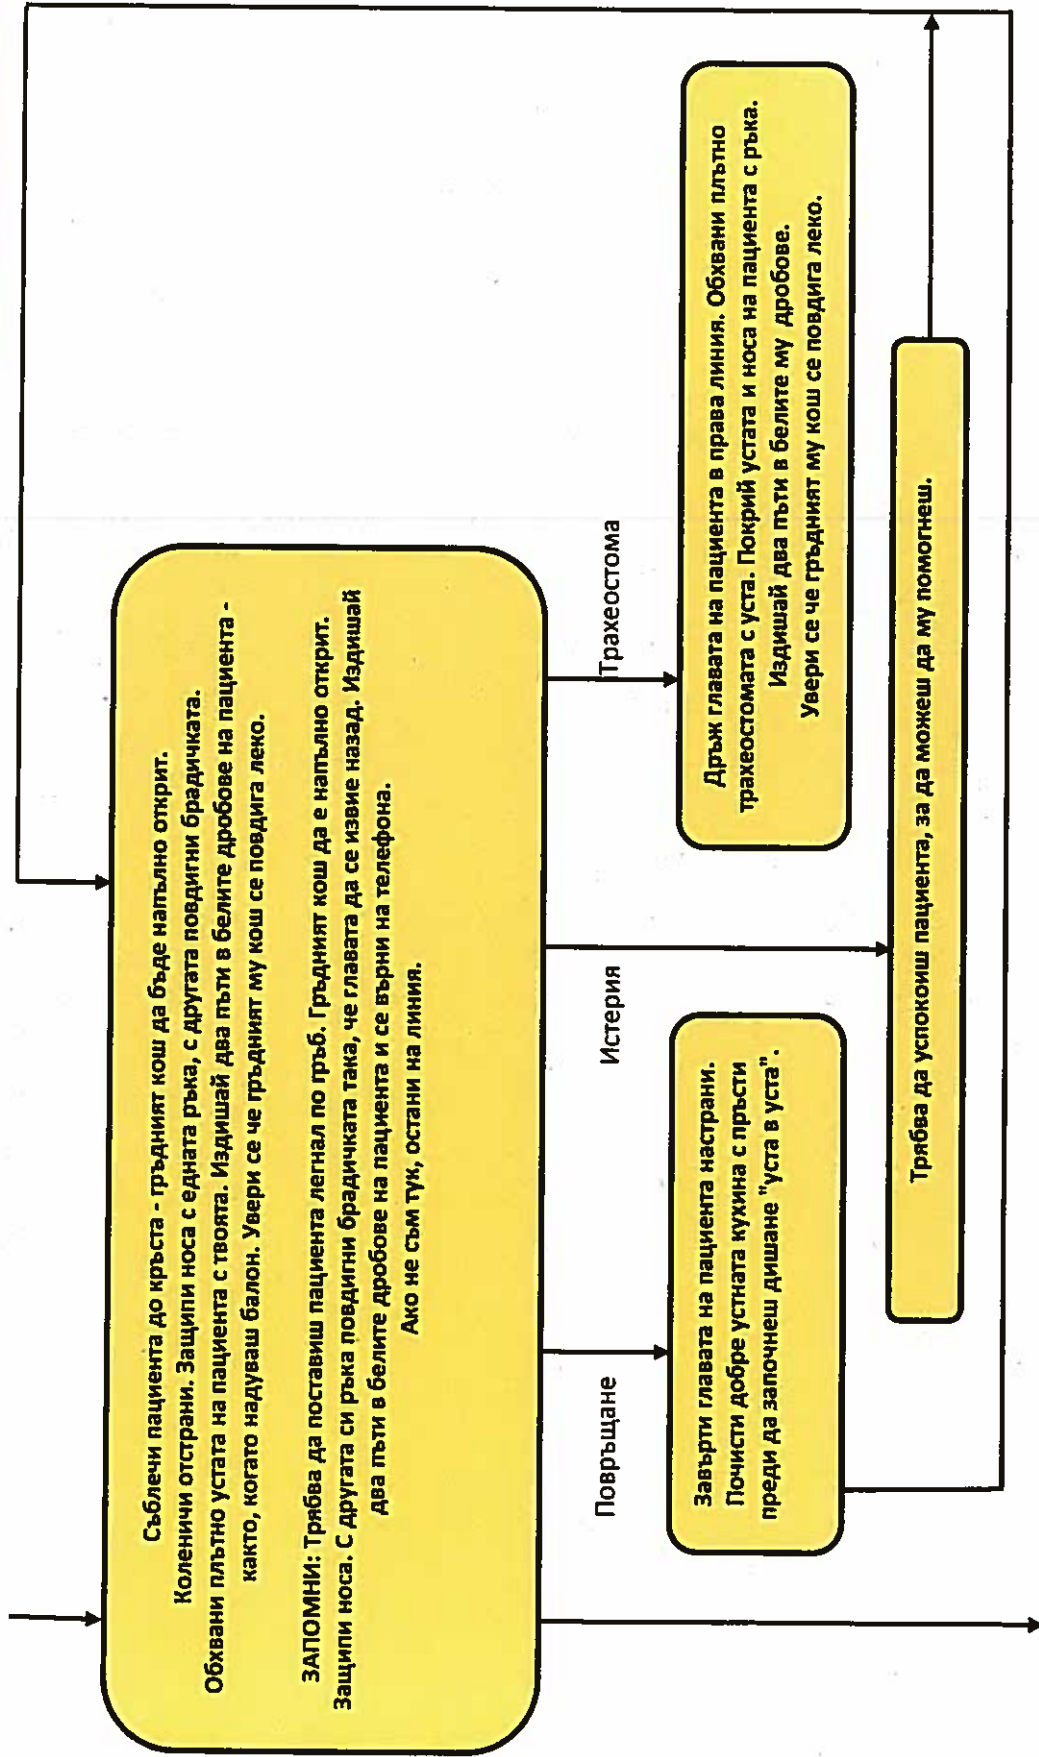 Съблечи пациента до кръста - гръдният кош да бъде напълно открит.
Коленичи отстрани. Защипи носа с едната ръка, с другата повдигни брадичката.
Обхвани плътно устата на пациента с твоята. Издишай два пъти в белите дробове на пациента -
както, когато надуваш балон. Увери се че гръдният му кош се повдига леко.
ЗАПОМНИ: Трябва да поставиш пациента легнал по гръб. Гръдният кош да е напълно открит.
Защипи носа. С другата си ръка повдигни брадичката така, че главата да се извие назад. Издишай
два пъти в белите дробове на пациента и се върни на телефона.
Ако не съм тук, остани на линия.
Повръщане
Истерия
Трахеостома
Завърти главата на пациента настрани.
Почисти добре устната кухина с пръсти
преди да започнеш дишане "уста в уста".
Дръж главата на пациента в права линия. Обхвани плътно
трахеостомата с уста. Покрий устата и носа на пациента с ръка.
Издишай два пъти в белите му дробове.
Увери се че гръдният му кош се повдига леко.
Трябва да успокоиш пациента, за да можеш да му помогнеш.